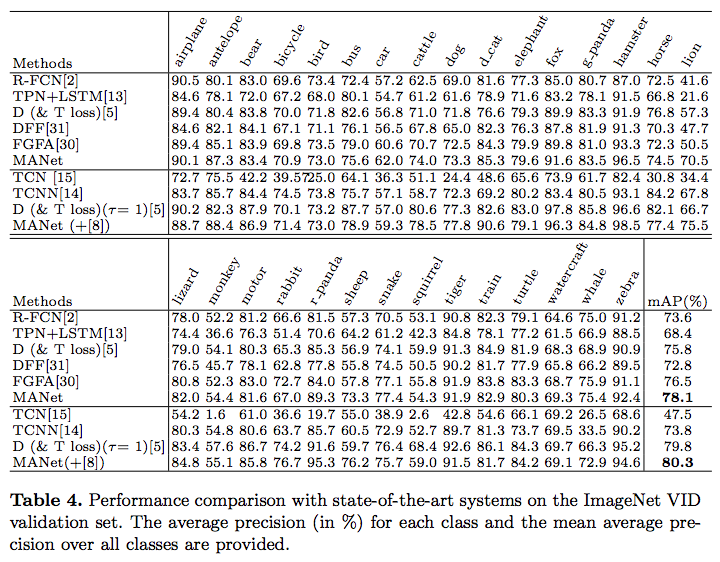 Methods airplane antelope bear bicycle bird bus car cattle dog d_cat elephant fox g_panda hamster horse lion
R-FCN[2] 90.5 80.1 83.0 69.6 73.4 72.4 57.2 62.5 69.0 81.6 77.3 85.0 80.7 87.0 72.5 41.6
TPN+LSTM[13] 84.6 78.1 72.0 67.2 68.0 80.1 54.7 61.2 61.6 78.9 71.6 83.2 78.1 91.5 66.8 21.6
D (& T loss)[5] 89.4 80.4 83.8 70.0 71.8 82.6 56.8 71.0 71.8 76.6 79.3 89.9 83.3 91.9 76.8 57.3
DFF[31] 84.6 82.1 84.1 67.1 71.1 76.1 56.5 67.8 65.0 82.3 76.3 87.8 81.9 91.3 70.3 47.7
FGFA[30] 89.4 85.1 83.9 69.8 73.5 79.0 60.6 70.7 72.5 84.3 79.9 89.8 81.0 93.3 72.3 50.5
MANet 90.1 87.3 83.4 70.9 73.0 75.6 62.0 74.0 73.3 85.3 79.6 91.6 83.5 96.5 74.5 70.5
TCN [15] 72.7 75.5 42.2 39.5725.0 64.1 36.3 51.1 24.4 48.6 65.6 73.9 61.7 82.4 30.8 34.4
TCNN[14] 83.7 85.7 84.4 74.5 73.8 75.7 57.1 58.7 72.3 69.2 80.2 83.4 80.5 93.1 84.2 67.8
D (& T loss)(τ= 1)[5] 90.2 82.3 87.9 70.1 73.2 87.7 57.0 80.6 77.3 82.6 83.0 97.8 85.8 96.6 82.1 66.7
MANet (+[8]) 88.7 88.4 86.9 71.4 73.0 78.9 59.3 78.5 77.8 90.6 79.1 96.3 84.8 98.5 77.4 75.5
Methods lizard monkey motor rabbit r_panda sheep snake squirrel tiger train turtle watercraft whale zebra mAP(%)
R-FCN[2] 78.0 52.2 81.2 66.6 81.5 57.3 70.5 53.1 90.8 82.3 79.1 64.6 75.0 91.2 73.6
TPN+LSTM[13] 74.4 36.6 76.3 51.4 70.6 64.2 61.2 42.3 84.8 78.1 77.2 61.5 66.9 88.5 68.4
D (& T loss)[5] 79.0 54.1 80.3 65.3 85.3 56.9 74.1 59.9 91.3 84.9 81.9 68.3 68.9 90.9 75.8
DFF[31] 76.5 45.7 78.1 62.8 77.8 55.8 74.5 50.5 90.2 81.7 77.9 65.8 66.2 89.5 72.8
FGFA[30] 80.8 52.3 83.0 72.7 84.0 57.8 77.1 55.8 91.9 83.8 83.3 68.7 75.9 91.1 76.5
MANet 82.0 54.4 81.6 67.0 89.3 73.3 77.4 54.3 91.9 82.9 80.3 69.3 75.4 92.4 78.1
TCN[15] 54.2 1.6 61.0 36.6 19.7 55.0 38.9 2.6 42.8 54.6 66.1 69.2 26.5 68.6 47.5
TCNN[14] 80.3 54.8 80.6 63.7 85.7 60.5 72.9 52.7 89.7 81.3 73.7 69.5 33.5 90.2 73.8
D (& T loss)(τ= 1)[5] 83.4 57.6 86.7 74.2 91.6 59.7 76.4 68.4 92.6 86.1 84.3 69.7 66.3 95.2 79.8
MANet(+[8]) 84.8 55.1 85.8 76.7 95.3 76.2 75.7 59.0 91.5 81.7 84.2 69.1 72.9 94.6 80.3
Table 4. Performance comparison with state-of-the-art systems on the ImageNet VID
validation set. The average precision (in %) for each class and the mean average pre-
cision over all classes are provided.